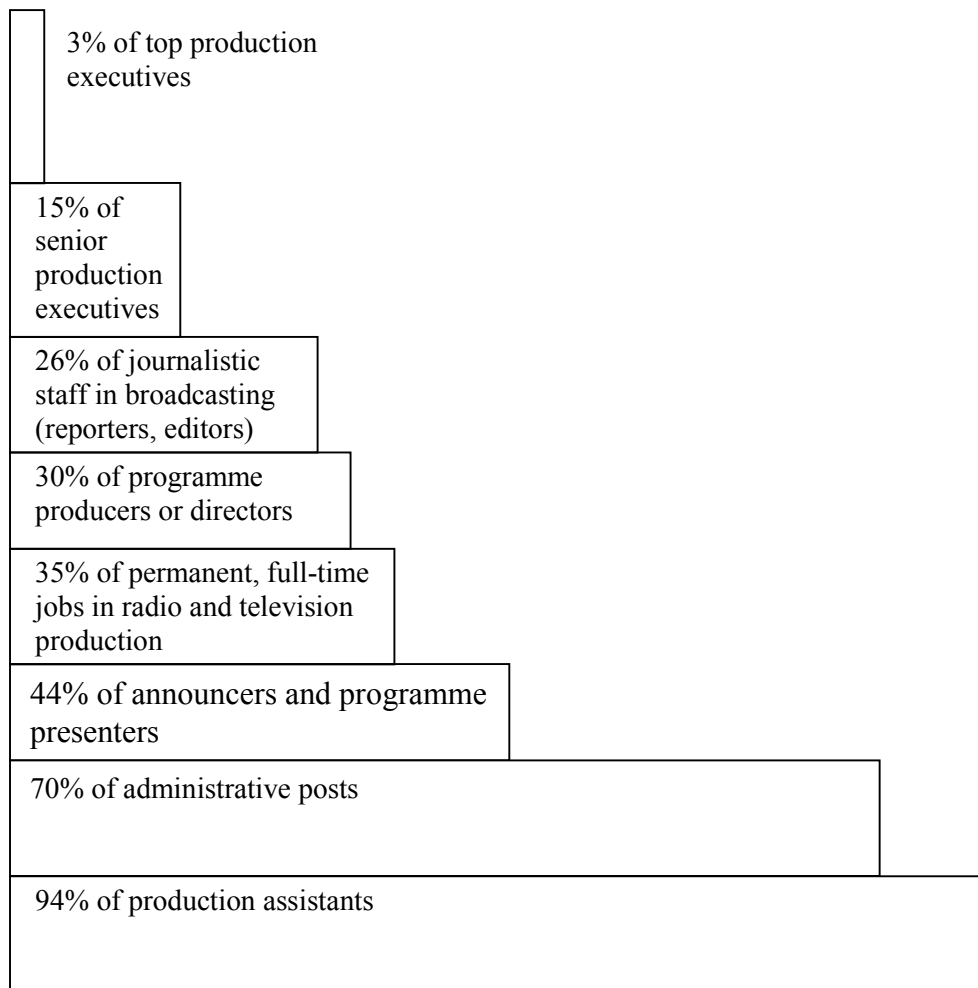 3% of top production
executives
15% of
senior
production
executives
26% of journalistic
staff in broadcasting
(reporters, editors)
30% of programme
producers or directors
35% of permanent, full-time
jobs in radio and television
production
44% of announcers and programme
presenters
70% of administrative posts
94% of production assistants